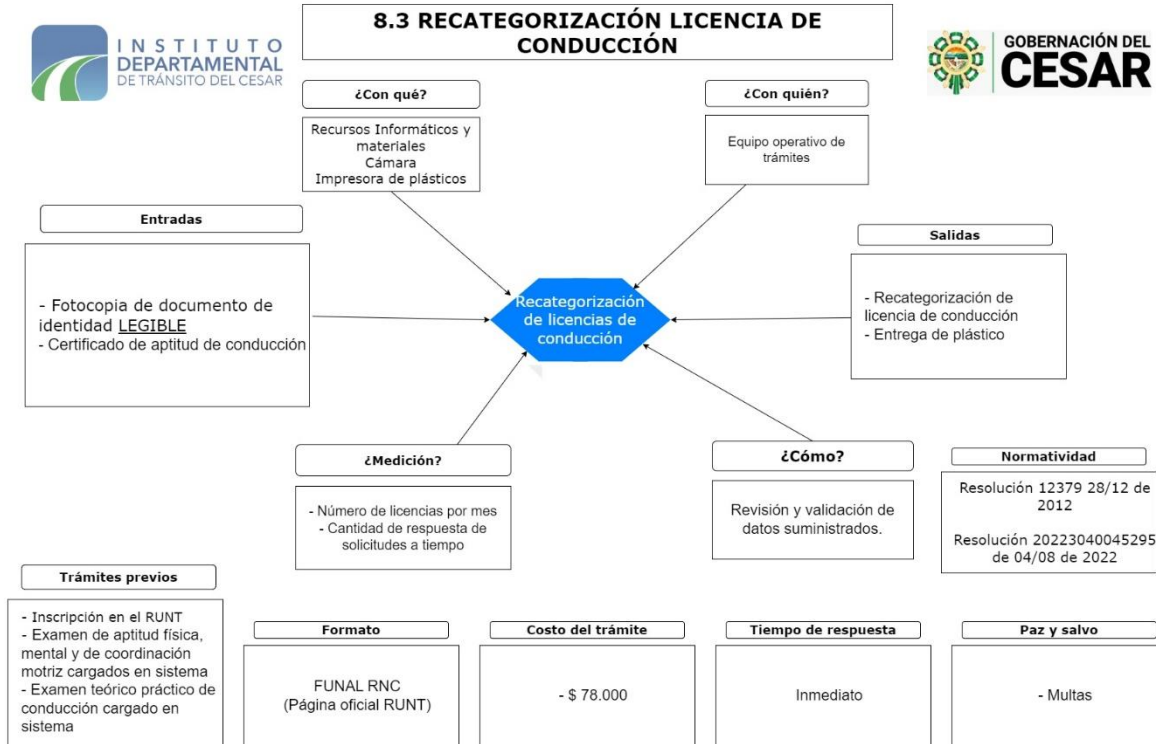 INSTITUTO
DEPARTAMENTAL
DE TRÁNSITO DEL CESAR
8.3 RECATEGORIZACIÓN LICENCIA DE
CONDUCCIÓN
GOBERNACIÓN DEL
CESAR
¿Con qué?
Recursos Informáticos y
materiales
Cámara
Impresora de plásticos
¿Con quién?
Equipo operativo de
trámites
Entradas
- Fotocopia de documento de
identidad LEGIBLE
- Certificado de aptitud de conducción
Recategorización
de licencias de
conducción
Salidas
- Recategorización de
licencia de conducción
- Entrega de plástico
¿Medición?
- Número de licencias por mes
- Cantidad de respuesta de
solicitudes a tiempo
¿Cómo?
Revisión y validación de
datos suministrados.
Normatividad
Resolución 12379 28/12 de
2012
Resolución 20223040045295
de 04/08 de 2022
Trámites previos
- Inscripción en el RUNT
- Examen de aptitud física,
mental y de coordinación
motriz cargados en sistema
- Examen teórico práctico de
conducción cargado en
sistema
Formato
FUNAL RNC
(Página oficial RUNT)
Costo del trámite
- $ 78.000
Tiempo de respuesta
Inmediato
Paz y salvo
- Multas